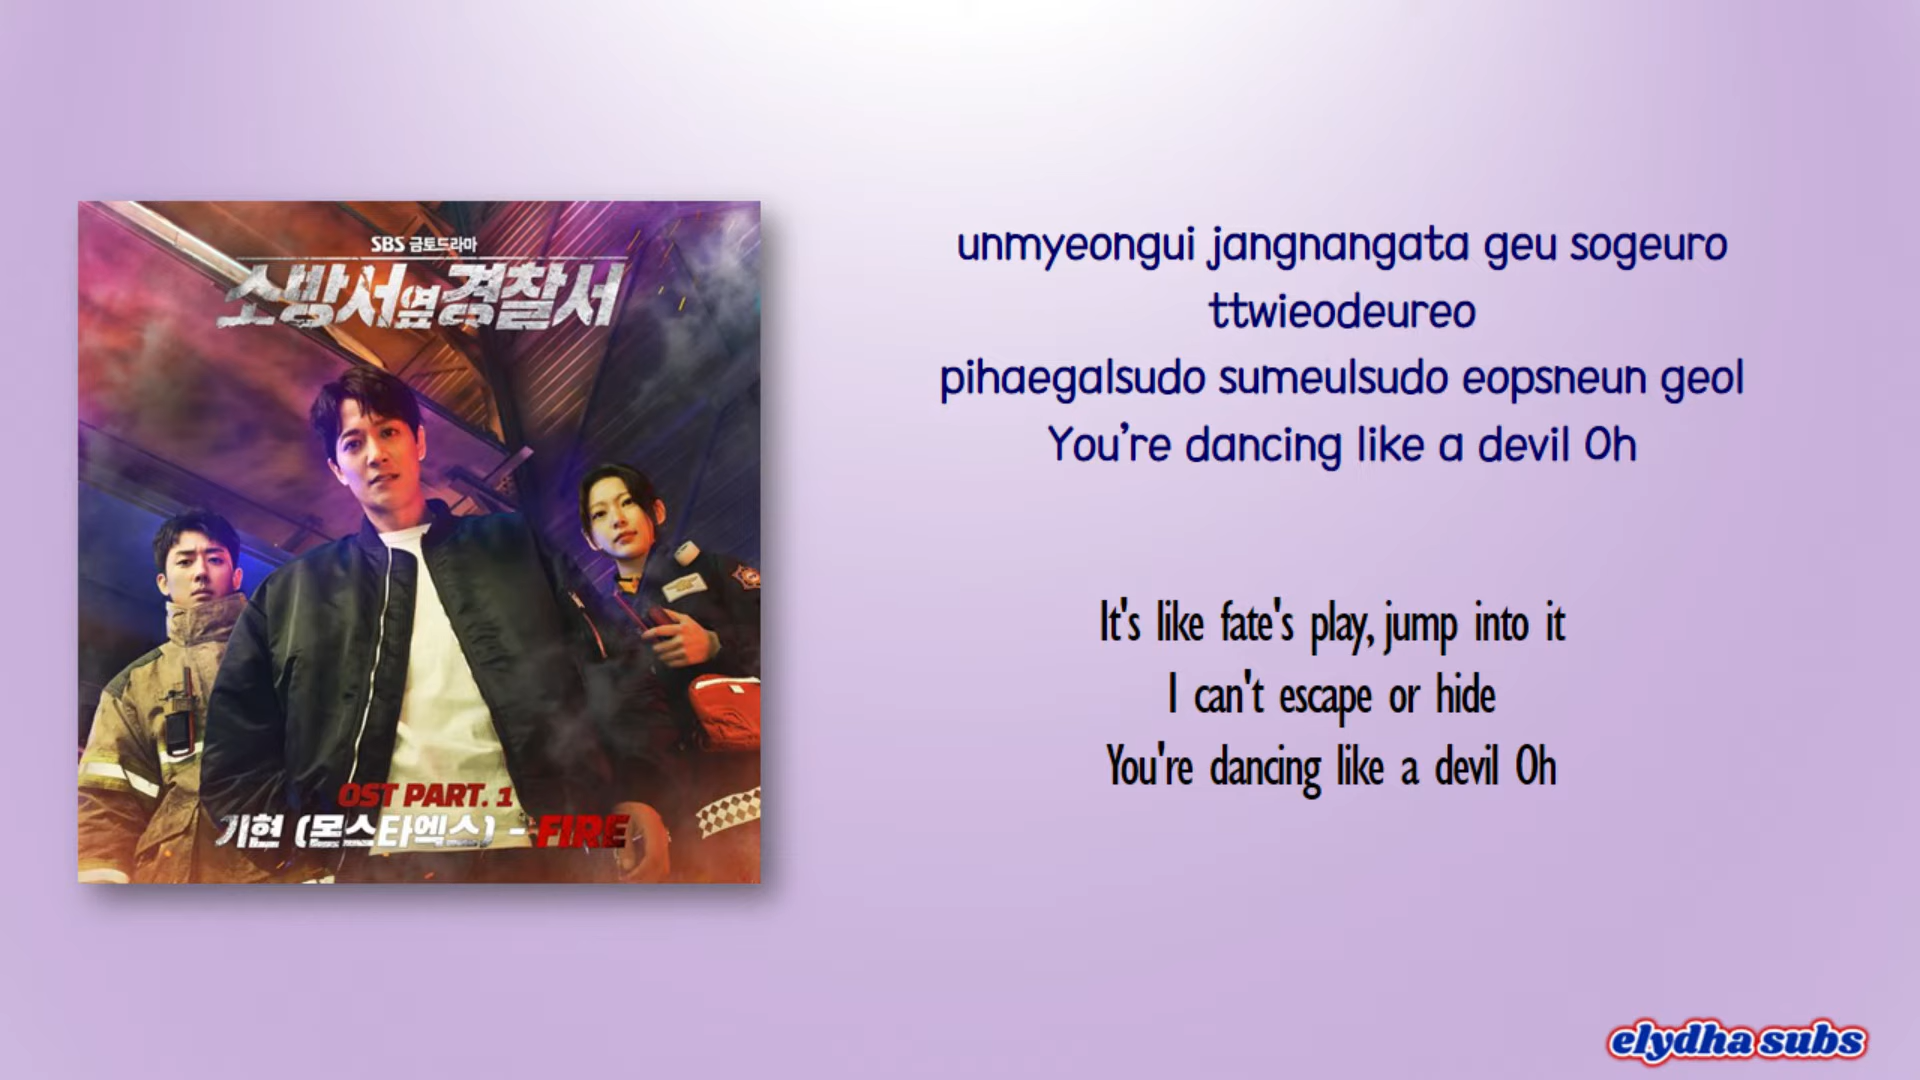 SBS 금토드라마
소방서옆경찰서
OST PART. 1
기현 (몬스타엑스) - FIRE
unmyeongui jangnangata geu sogeuro
ttwieodeureo
pihaegalsudo sumeulsudo eopsneun geol
You’re dancing like a devil Oh
It's like fate's play, jump into it
I can't escape or hide
You're dancing like a devil Oh
elydha subs